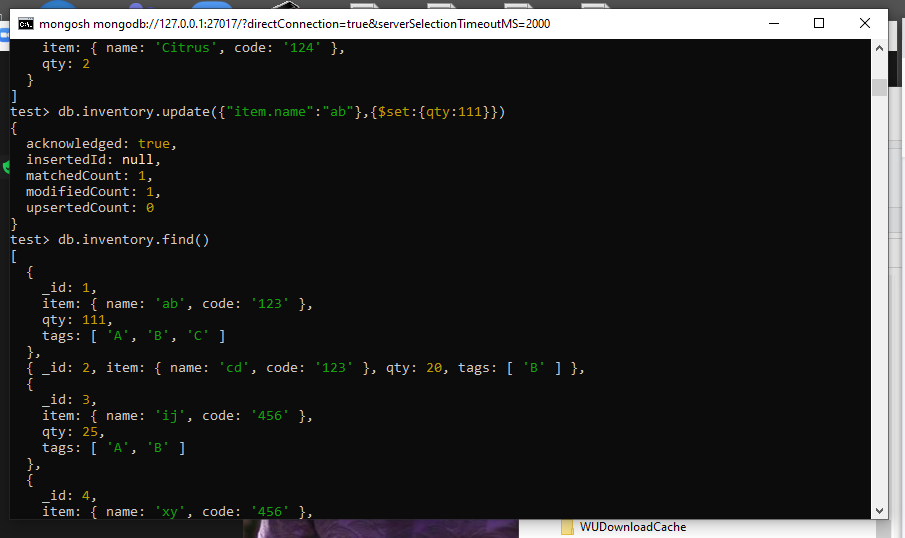 mongosh mongodb://127.0.0.1:27017/?directConnection=true&serverSelectionTimeoutMS=2000
    item: { name: 'Citrus', code: '124' },
    qty: 2
  }
]
test> db.inventory.update({"item.name":"ab"},{$set:{qty:111}})
{
  acknowledged: true,
  insertedId: null,
  matchedCount: 1,
  modifiedCount: 1,
  upsertedCount: 0
}
test> db.inventory.find()
[
  {
    _id: 1,
    item: { name: 'ab', code: '123' },
    qty: 111,
    tags: [ 'A', 'B', 'C' ]
  },
  { _id: 2, item: { name: 'cd', code: '123' }, qty: 20, tags: [ 'B' ] },
  {
    _id: 3,
    item: { name: 'ij', code: '456' },
    qty: 25,
    tags: [ 'A', 'B' ]
  },
  {
    _id: 4,
    item: { name: 'xy', code: '456' },
WUDownloadCache